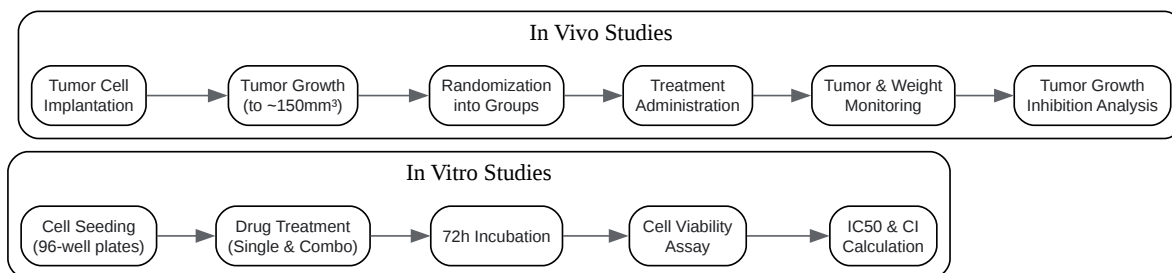 In Vivo Studies
Tumor Cell
Implantation
Tumor Growth
(to ~150mm³)
Randomization
into Groups
Treatment
Administration
Tumor & Weight
Monitoring
Tumor Growth
Inhibition Analysis
In Vitro Studies
Cell Seeding
(96-well plates)
Drug Treatment
(Single & Combo)
72h Incubation
Cell Viability
Assay
IC50 & CI
Calculation